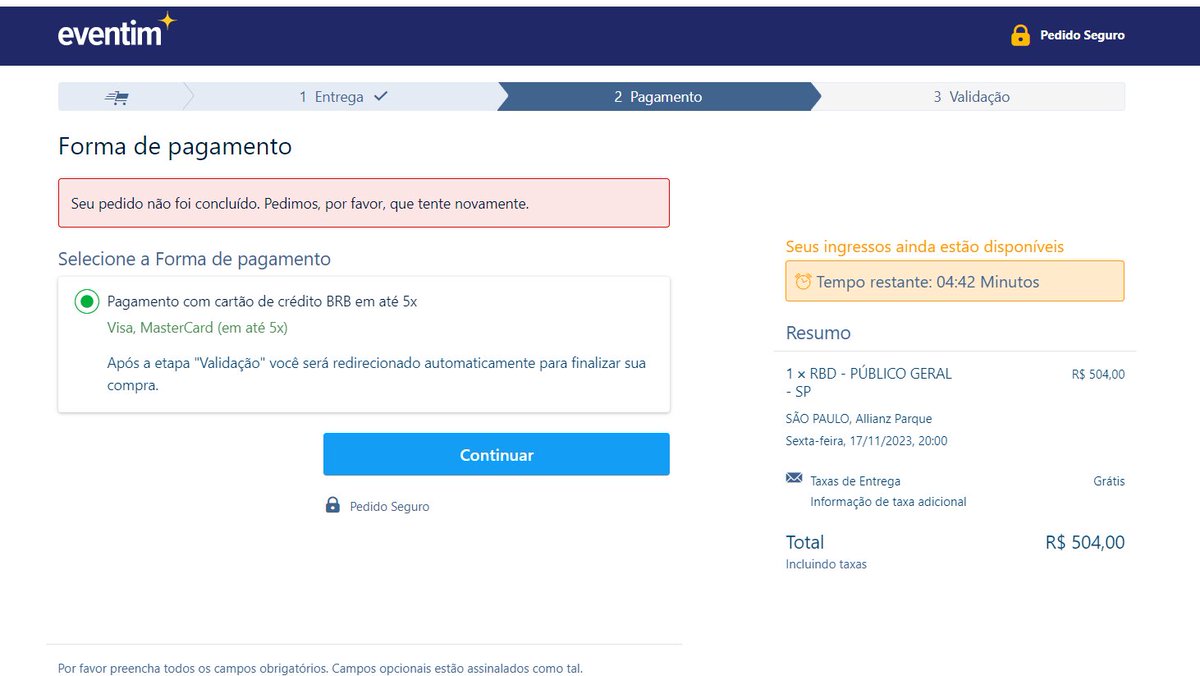 eventim
Pedido Seguro
1 Entrega
2 Pagamento
3 Validação
Forma de pagamento
Seu pedido não foi concluído. Pedimos, por favor, que tente novamente.
Selecione a Forma de pagamento
Pagamento com cartão de crédito BRB em até 5x
Visa, MasterCard (em até 5x)
Após a etapa "Validação" você será redirecionado automaticamente para finalizar sua
compra.
Continuar
Pedido Seguro
Seus ingressos ainda estão disponíveis
Tempo restante: 04:42 Minutos
Resumo
1 × RBD - PÚBLICO GERAL R$ 504,00
- SP
SÃO PAULO, Allianz Parque
Sexta-feira, 17/11/2023, 20:00
Taxas de Entrega Grátis
Informação de taxa adicional
Total R$ 504,00
Incluindo taxas
Por favor preencha todos os campos obrigatórios. Campos opcionais estão assinalados como tal.